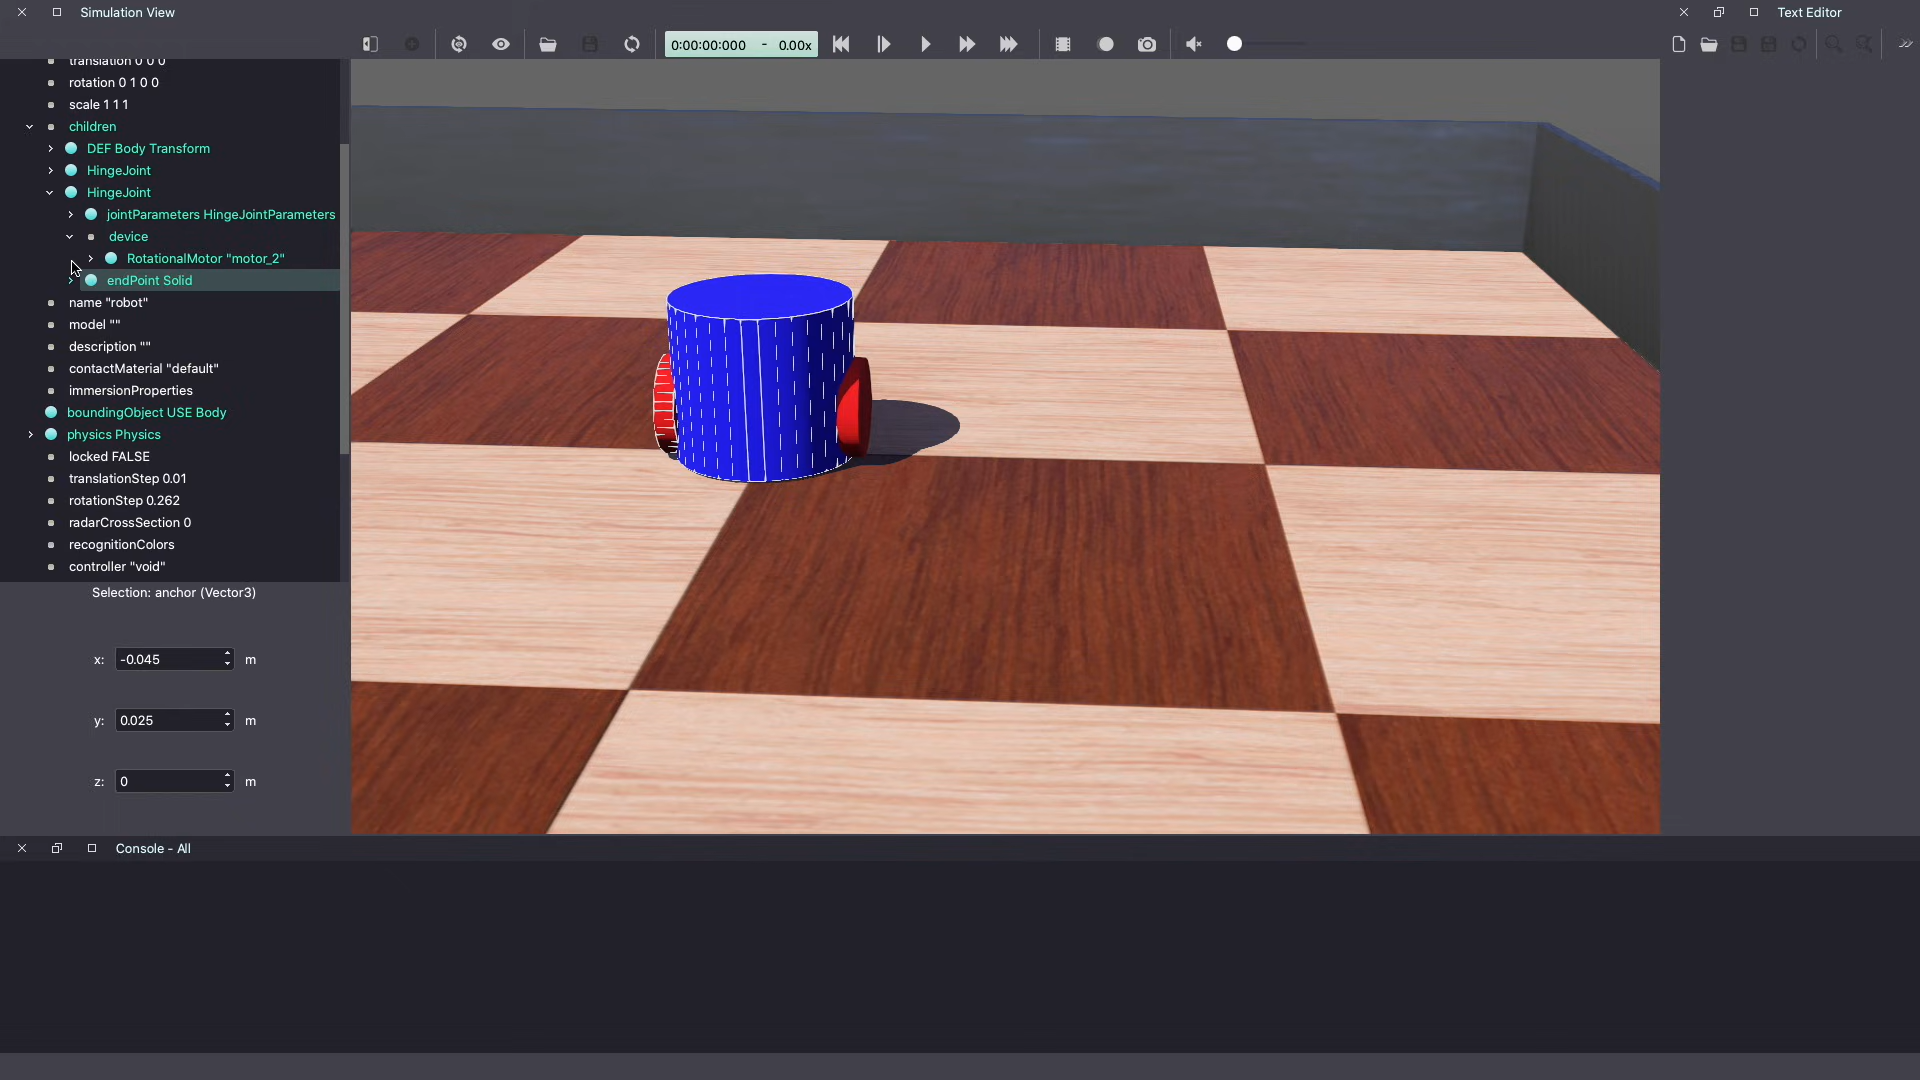 Simulation View
Text Editor
0:00:00:000 - 0.00x
translation 0 0 0
rotation 0 1 0 0
scale 1 1 1
children
DEF Body Transform
HingeJoint
HingeJoint
jointParameters HingeJointParameters
device
RotationalMotor "motor_2"
endPoint Solid
name "robot"
model ""
description ""
contactMaterial "default"
immersionProperties
boundingObject USE Body
physics Physics
locked FALSE
translationStep 0.01
rotationStep 0.262
radarCrossSection 0
recognitionColors
controller "void"
Selection: anchor (Vector3)
x: -0.045 m
y: 0.025 m
z: 0 m
Console - All